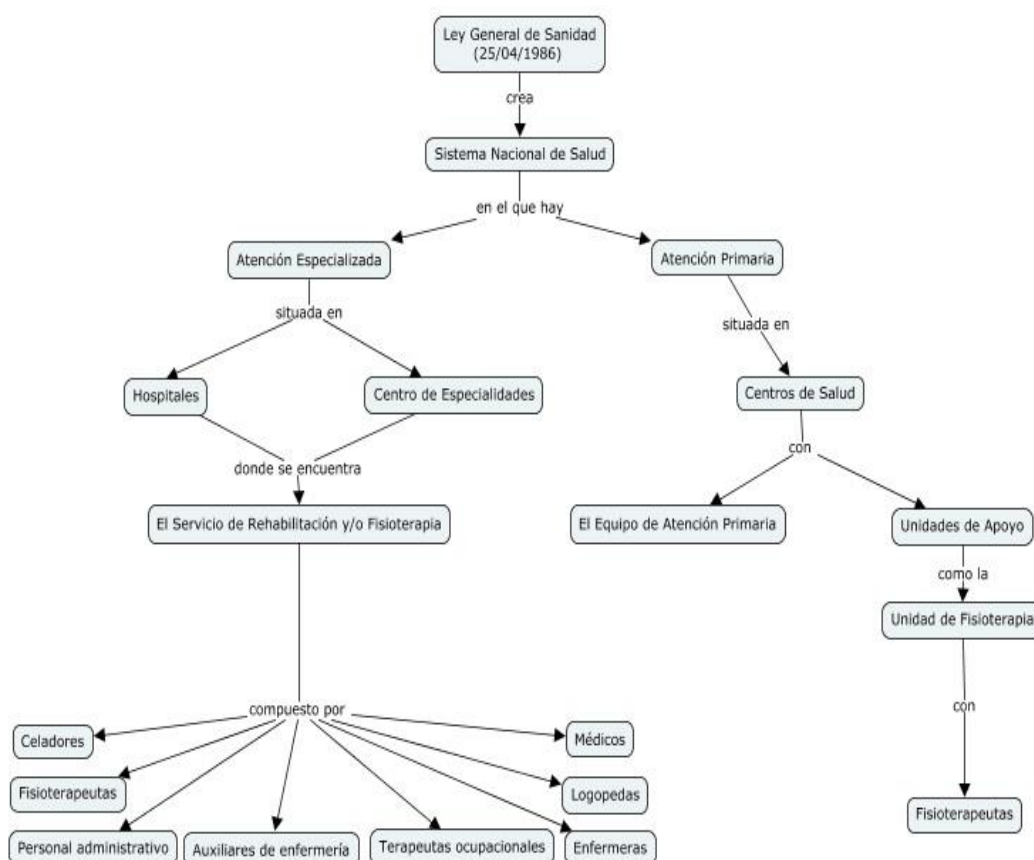 Ley General de Sanidad
(25/04/1986)
crea
Sistema Nacional de Salud
en el que hay
Atención Especializada
Atención Primaria
situada en
situada en
Hospitales
Centro de Especialidades
Centros de Salud
donde se encuentra
con
El Servicio de Rehabilitación y/o Fisioterapia
El Equipo de Atención Primaria
Unidades de Apoyo
como la
Unidad de Fisioterapia
compuesto por
con
Celadores
Médicos
Fisioterapeutas
Logopedas
Fisioterapeutas
Personal administrativo
Auxiliares de enfermería
Terapeutas ocupacionales
Enfermeras